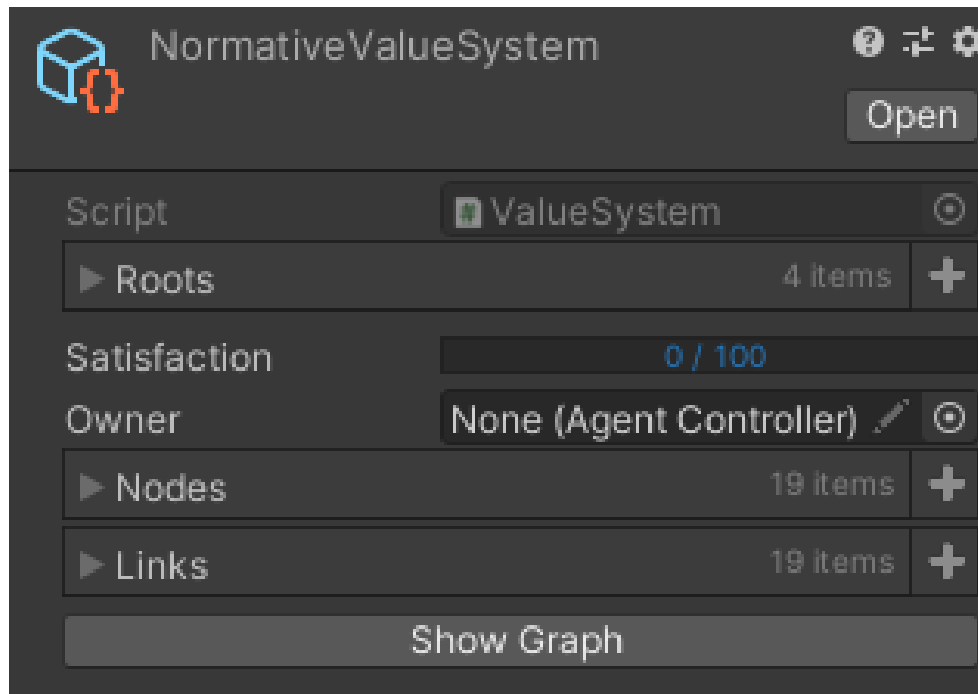 NormativeValueSystem
Open
Script ValueSystem
Roots 4 items
Satisfaction 0 / 100
Owner None (Agent Controller)
Nodes 19 items
Links 19 items
Show Graph